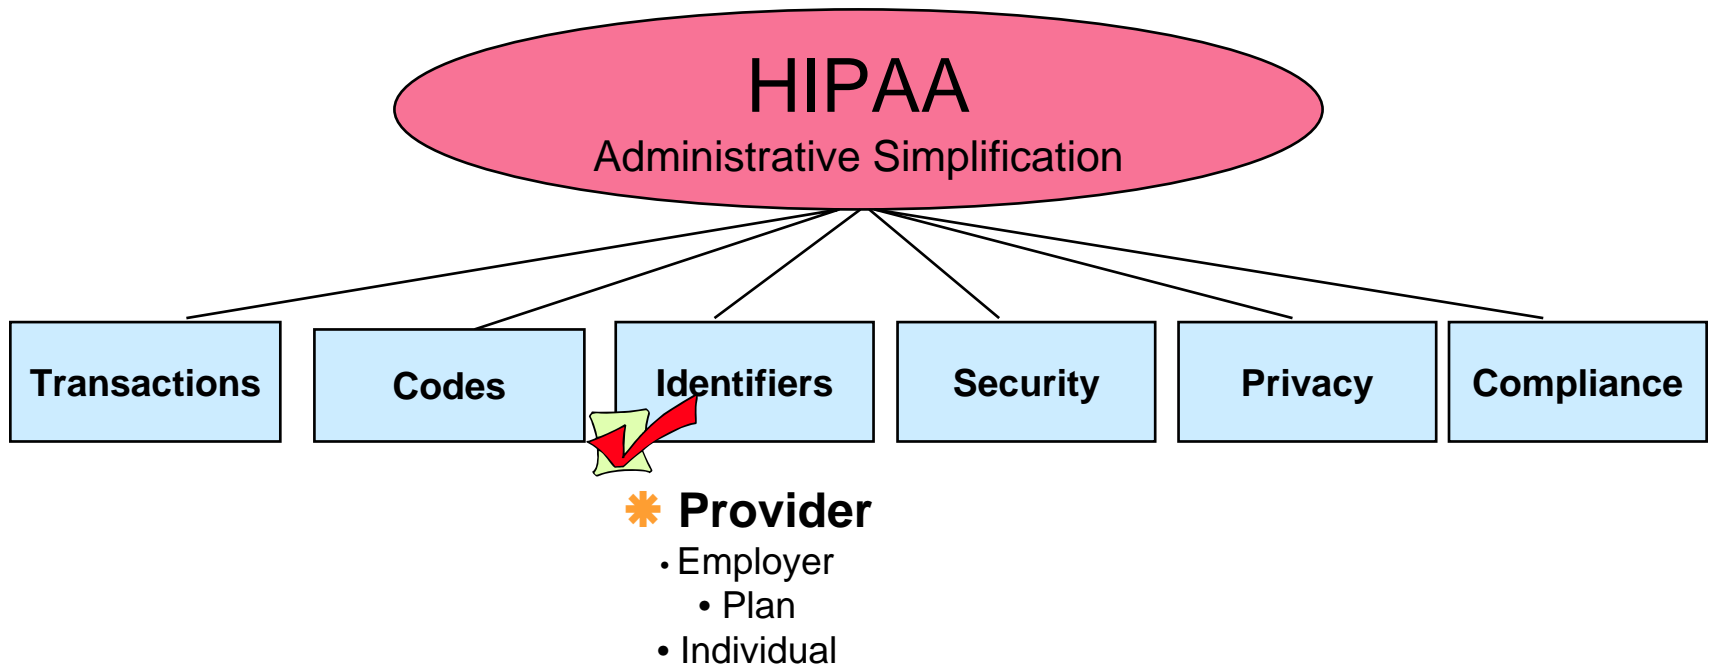 HIPAA
Administrative Simplification
Transactions
Codes
Identifiers
Security
Privacy
Compliance
Provider
• Employer
• Plan
• Individual